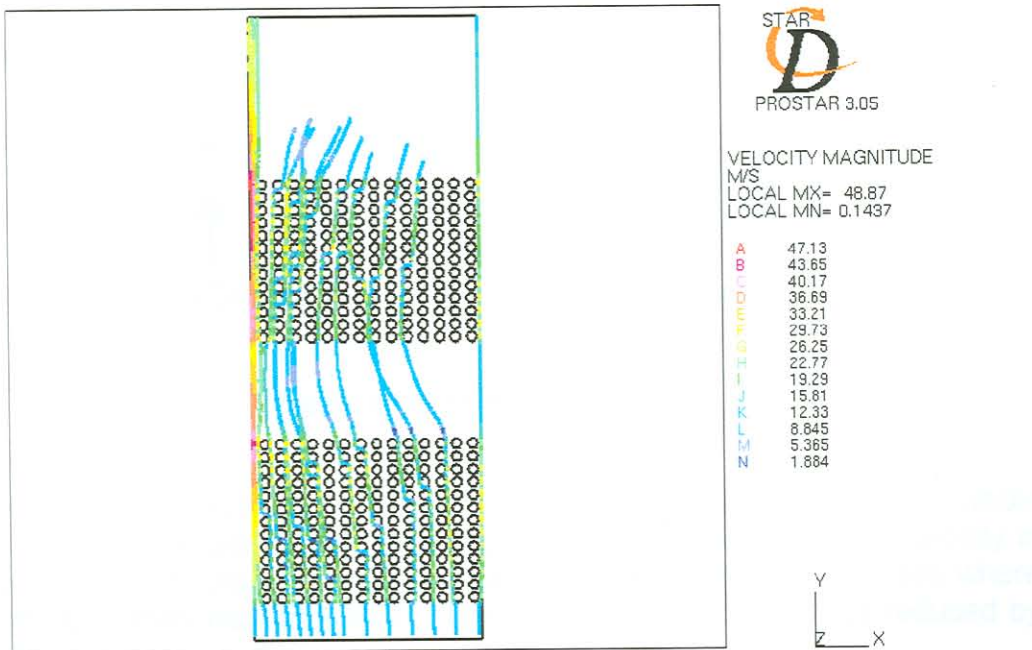 STAR
D
PROSTAR 3.05
VELOCITY MAGNITUDE
M/S
LOCAL MX= 48.87
LOCAL MN= 0.1437
A 47.13
B 43.65
C 40.17
D 36.69
E 33.21
F 29.73
G 26.25
H 22.77
I 19.29
J 15.81
K 12.33
L 8.845
M 5.365
N 1.884
Y
Z X